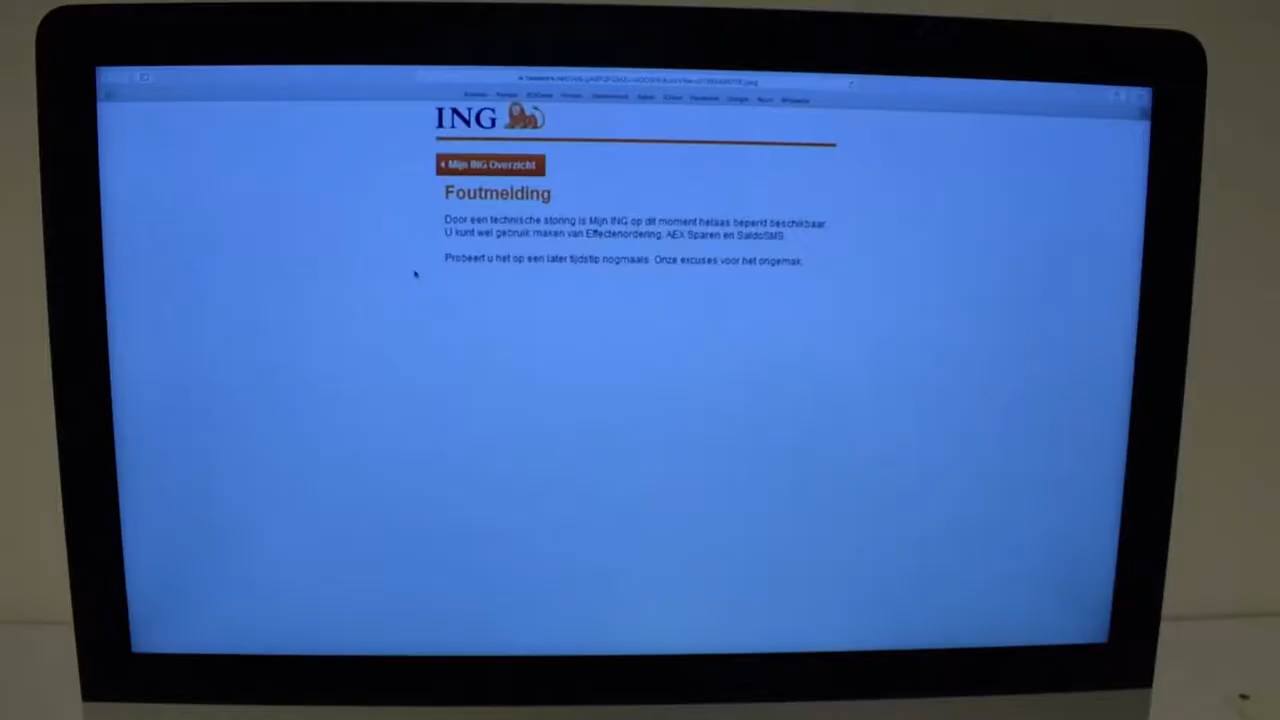 ING
Mijn ING Overzicht
Foutmelding
Door een technische storing is Mijn ING op dit moment helaas beperkt beschikbaar.
U kunt wel gebruik maken van Effectenordering, AEX Sparen en SaldoSMS.
Probeert u het op een later tijdstip nogmaals. Onze excuses voor het ongemak.